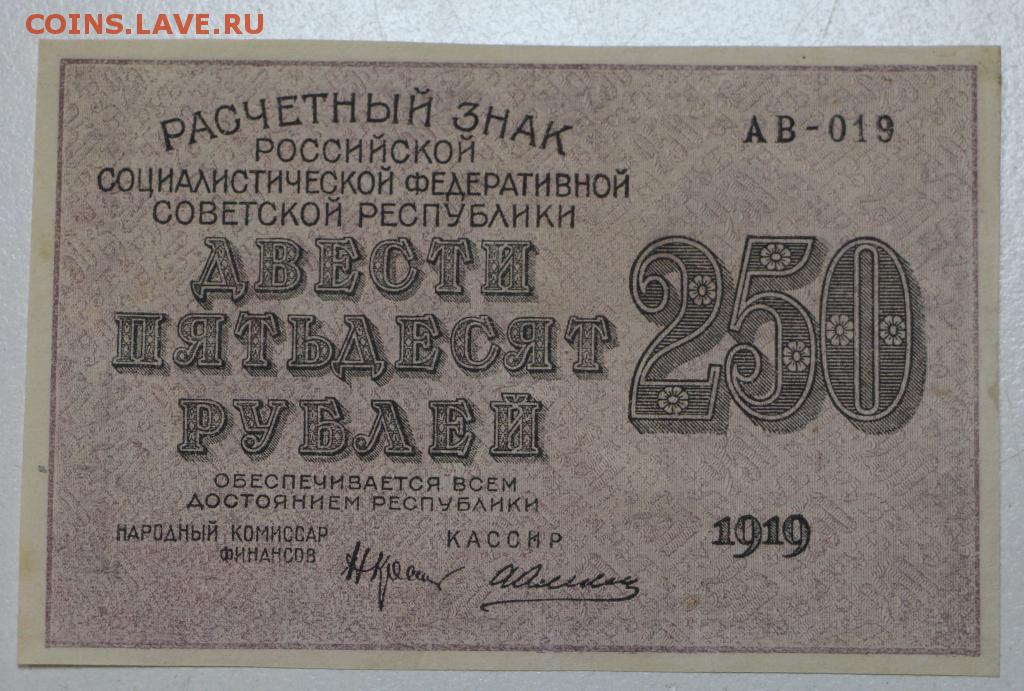 COINS.LAVE.RU
РАСЧЕТНЫЙ ЗНАК
РОССИЙСКОЙ
СОЦИАЛИСТИЧЕСКОЙ ФЕДЕРАТИВНОЙ
СОВЕТСКОЙ РЕСПУБЛИКИ
АВ-019
ДВЕСТИ
ПЯТЬДЕСЯТ
РУБЛЕЙ
250
ОБЕСПЕЧИВАЕТСЯ ВСЕМ
ДОСТОЯНИЕМ РЕСПУБЛИКИ
НАРОДНЫЙ КОМИССАР
ФИНАНСОВ
КАССИР
1919